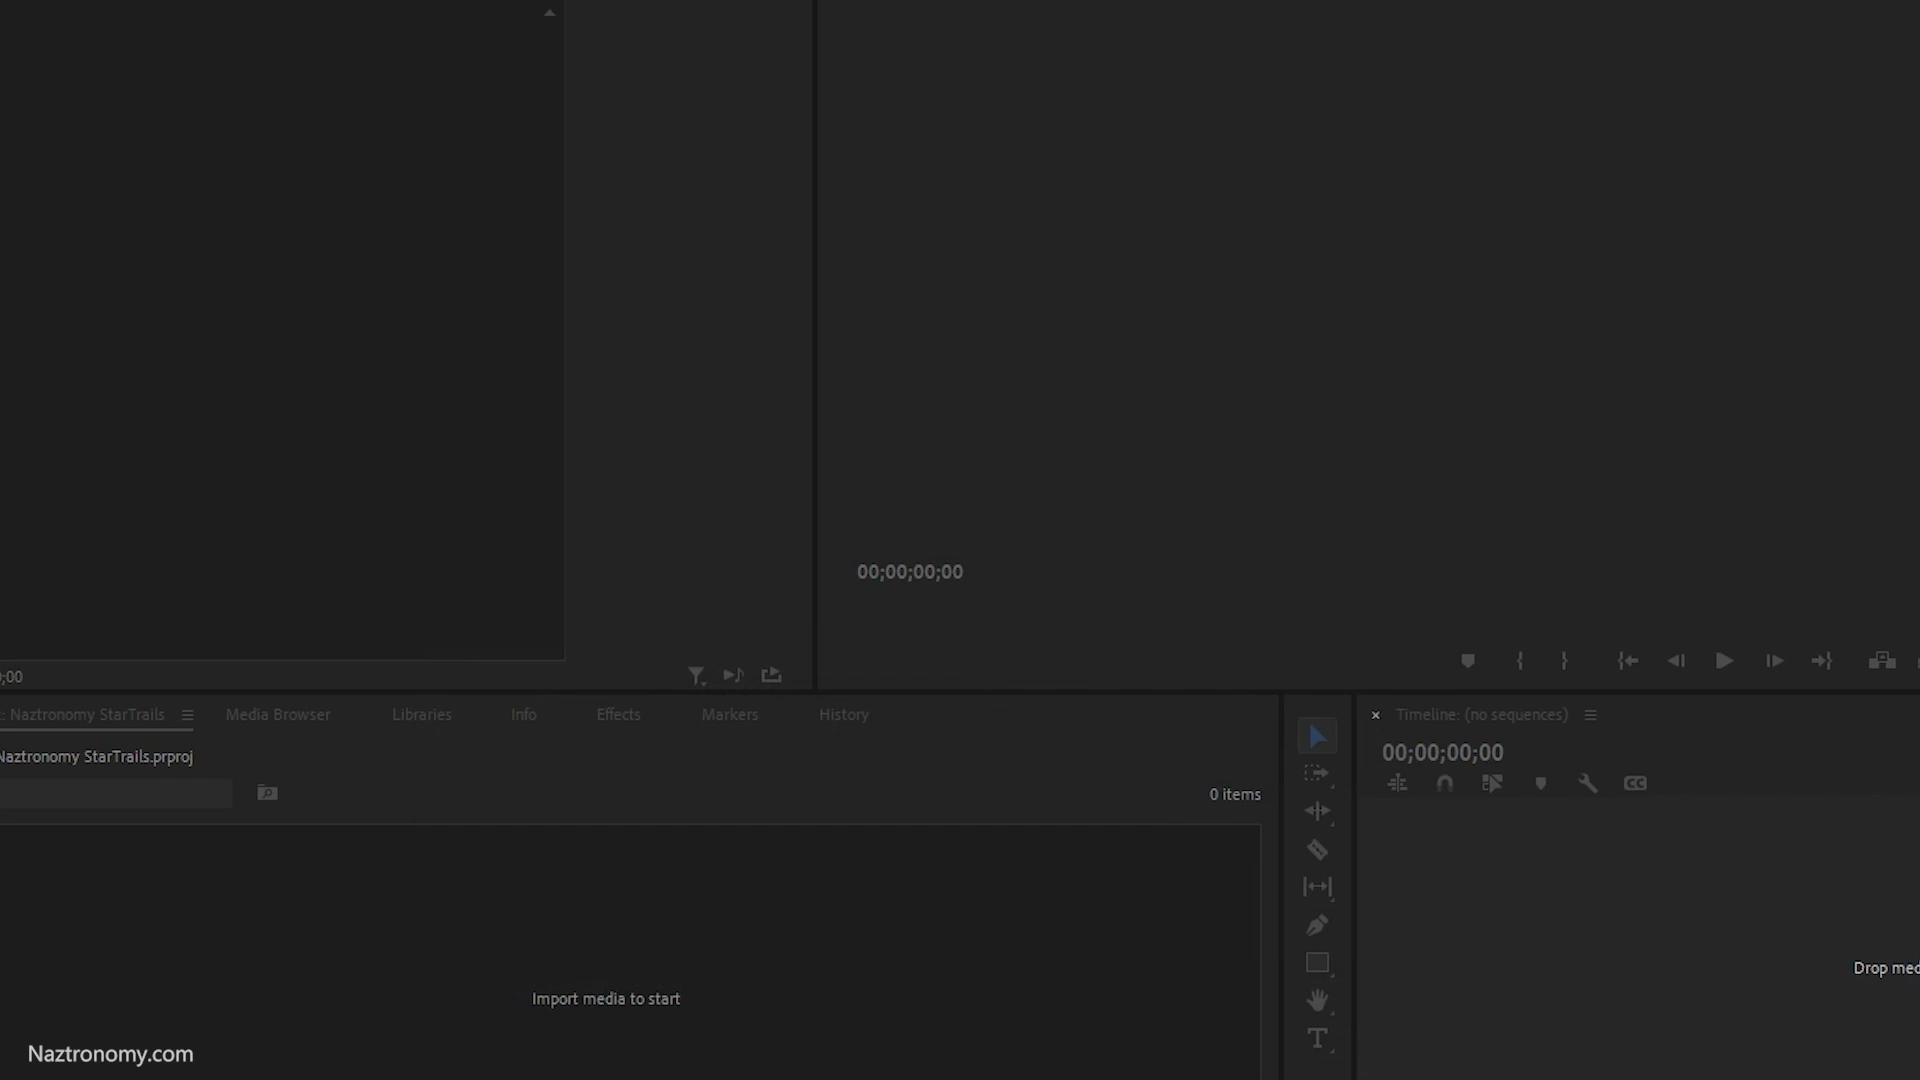 00;00;00;00
;00
: Naztronomy StarTrails
Media Browser
Libraries
Info
Effects
Markers
History
Naztronomy StarTrails.prproj
0 items
Import media to start
Timeline: (no sequences)
00;00;00;00
CC
T
Drop med
Naztronomy.com